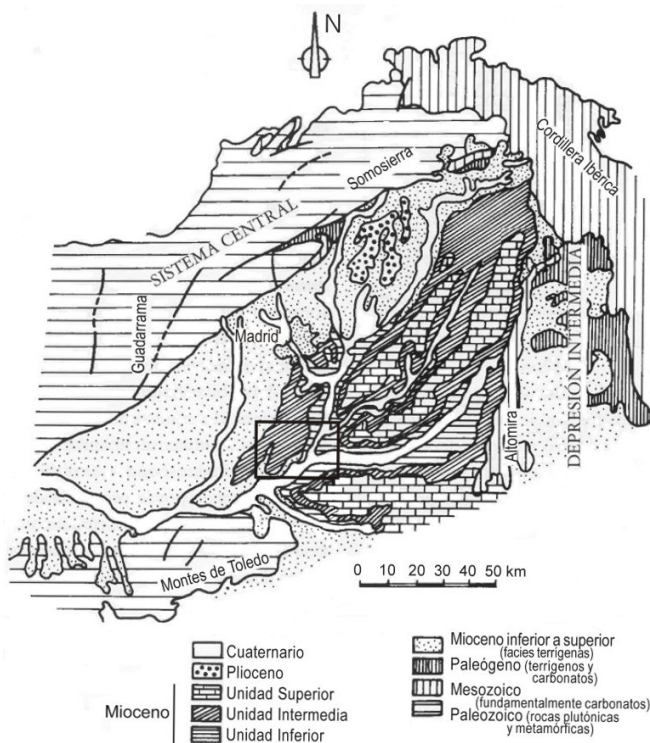 N
Cordillera Ibérica
Somosierra
SISTEMA CENTRAL
Guadarrama
Madrid
DEPRESION INTERMEDIA
Altomira
Montes de Toledo
0 10 20 30 40 50 km
Cuaternario
Plioceno
Mioceno
Unidad Superior
Unidad Intermedia
Unidad Inferior
Mioceno inferior a superior
(facies terrígenas)
Paleógeno (terrígenos y
carbonatos)
Mesozoico
(fundamentalmente carbonatos)
Paleozoico (rocas plutónicas
y metamórficas)